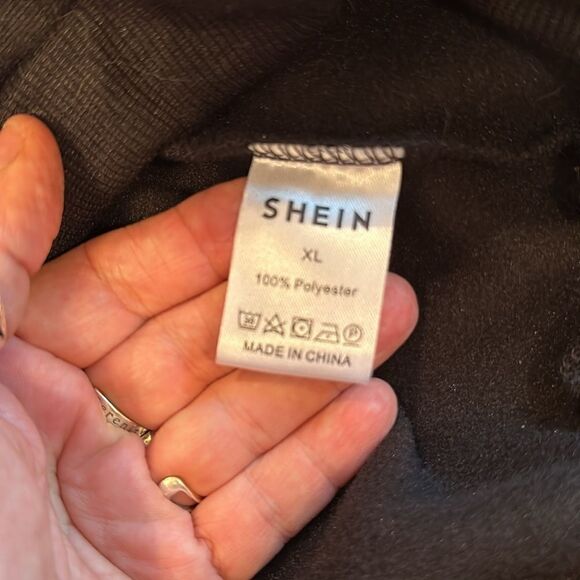 SHEIN
XL
100% Polyester
MADE IN CHINA